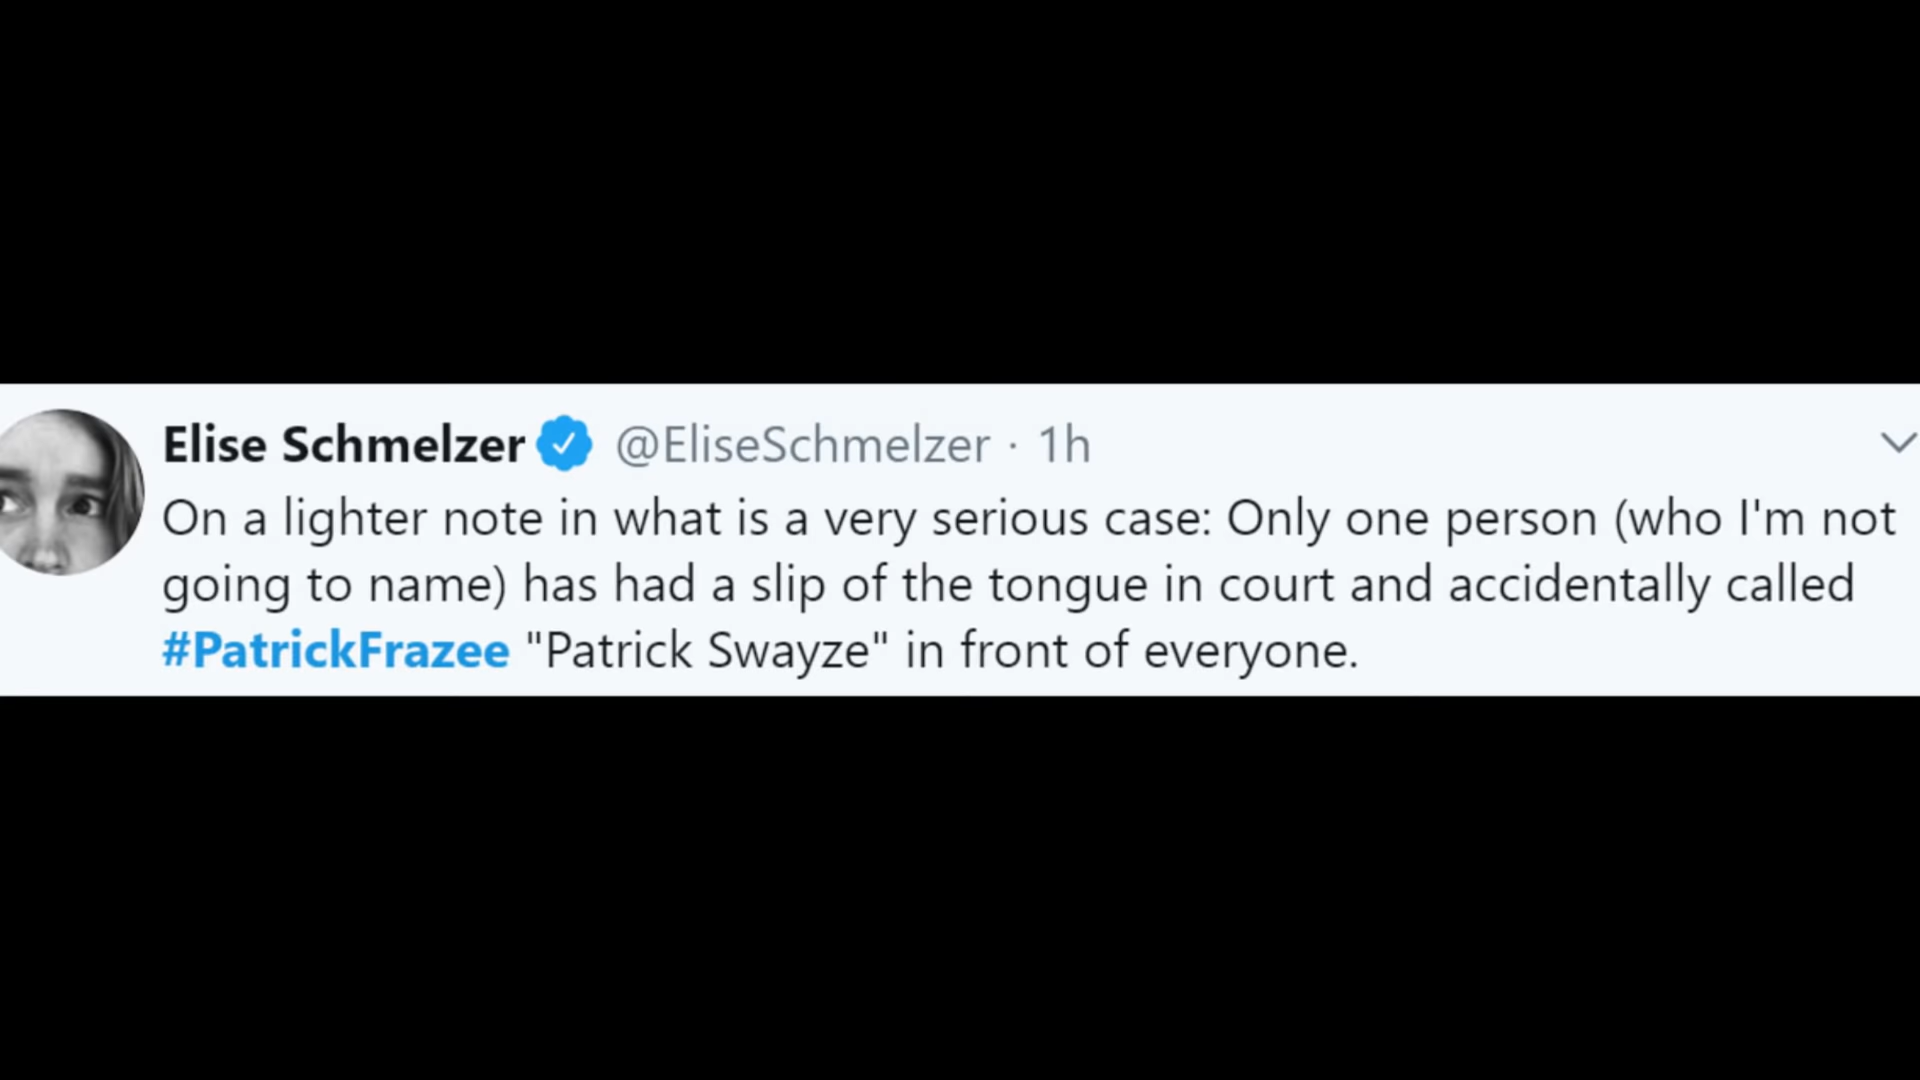 Elise Schmelzer @EliseSchmelzer · 1h
On a lighter note in what is a very serious case: Only one person (who I'm not
going to name) has had a slip of the tongue in court and accidentally called
#PatrickFrazee "Patrick Swayze" in front of everyone.